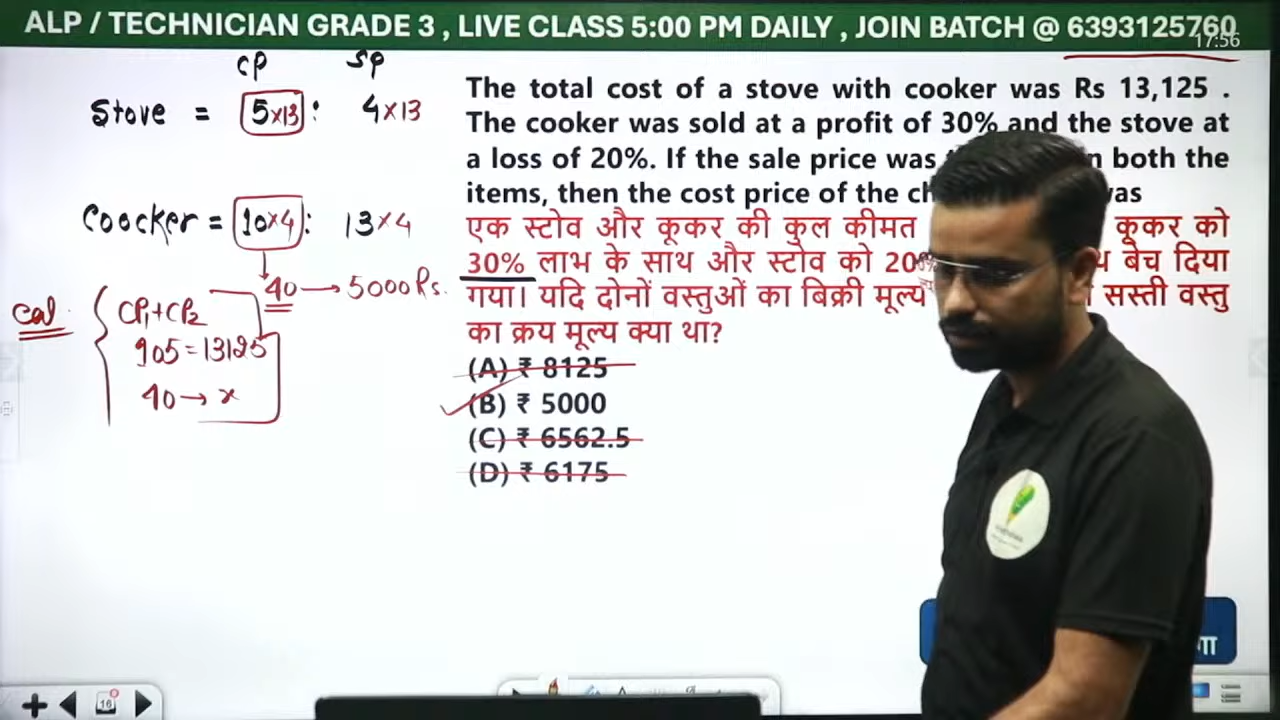 ALP / TECHNICIAN GRADE 3 , LIVE CLASS 5:00 PM DAILY , JOIN BATCH @ 6393125760
17:56
CP SP
Stove = 5×13 : 4×13
Coocker = 10×4 : 13×4
40 → 5000 Rs.
Cal.
CP1+CP2
105 = 13125
40 → x
The total cost of a stove with cooker was Rs 13,125 .
The cooker was sold at a profit of 30% and the stove at
a loss of 20%. If the sale price was both the
items, then the cost price of the
एक स्टोव और कूकर की कुल कीमत कूकर को
30% लाभ के साथ और स्टोव को 20% बेच दिया
गया। यदि दोनों वस्तुओं का बिक्री मूल्य सस्ती वस्तु
का क्रय मूल्य क्या था?
(A) ₹ 8125
(B) ₹ 5000
(C) ₹ 6562.5
(D) ₹ 6175
16